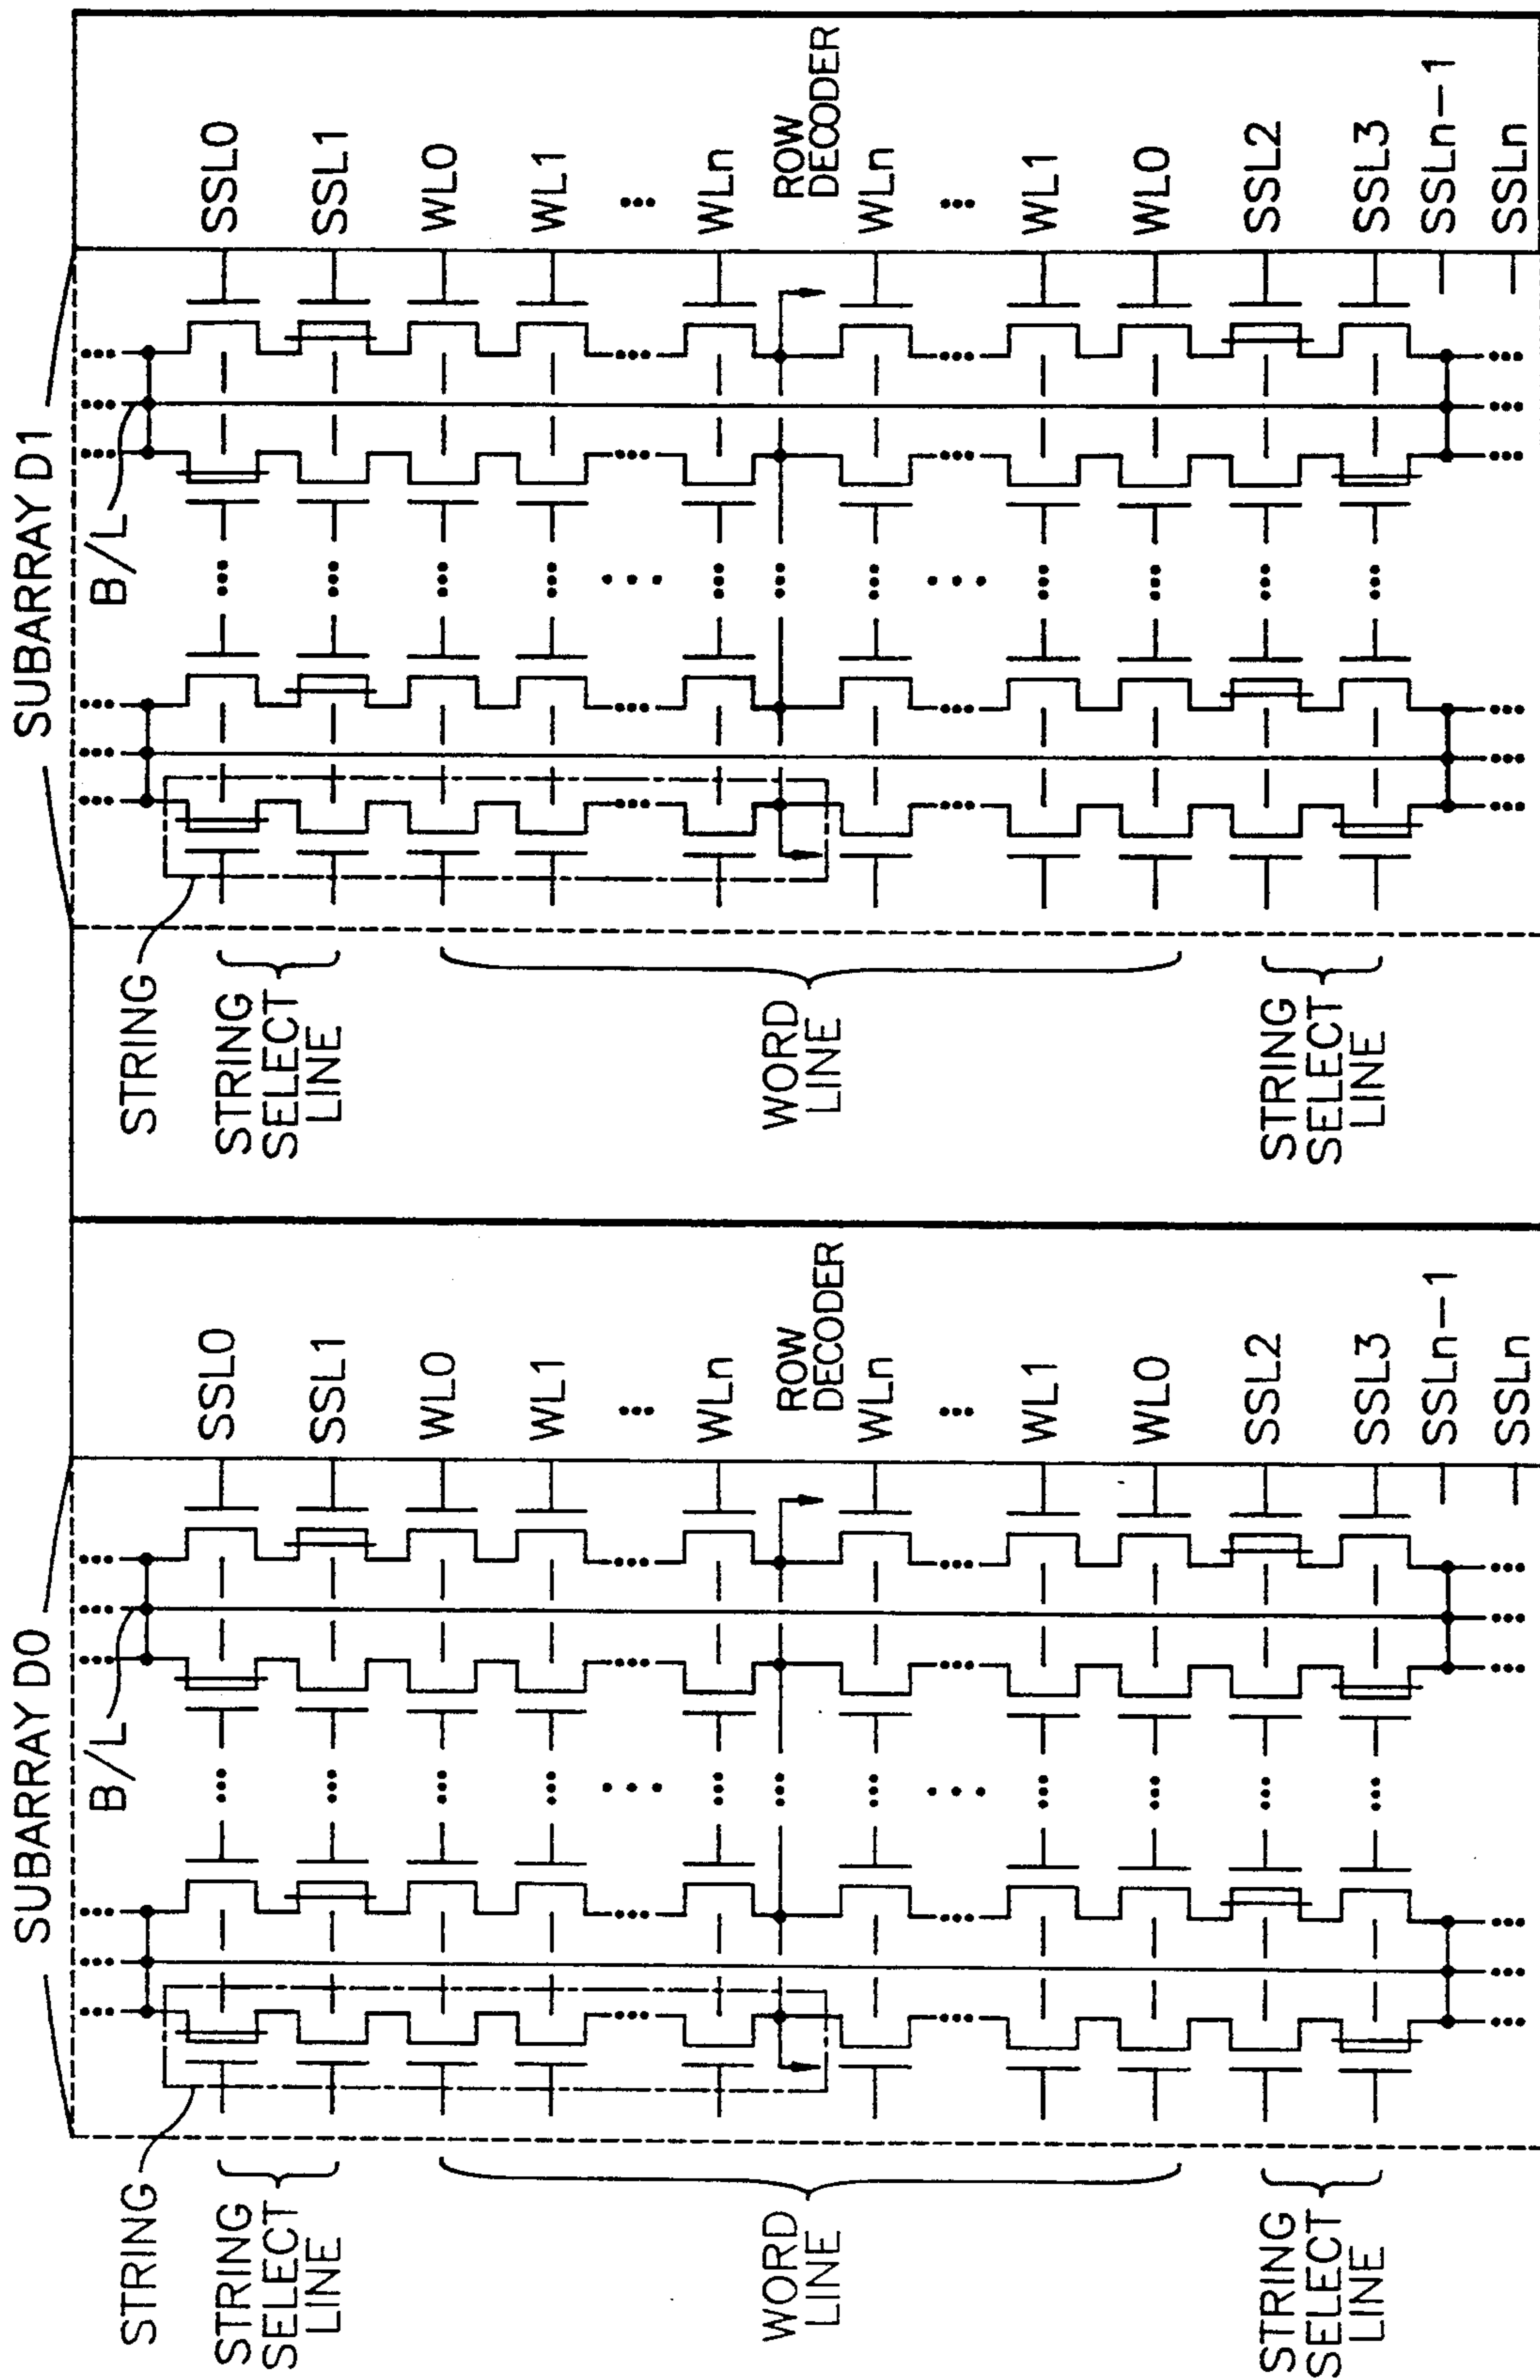 SUBARRAY D0
B/L
STRING
STRING
SELECT
LINE
WORD
LINE
STRING
SELECT
LINE
SSL0
SSL1
WL0
WL1
...
WLn
ROW
DECODER
WLn
...
WL1
WL0
SSL2
SSL3
SSLn-1
SSLn
SUBARRAY D1
B/L
STRING
STRING
SELECT
LINE
WORD
LINE
STRING
SELECT
LINE
SSL0
SSL1
WL0
WL1
...
WLn
ROW
DECODER
WLn
...
WL1
WL0
SSL2
SSL3
SSLn-1
SSLn